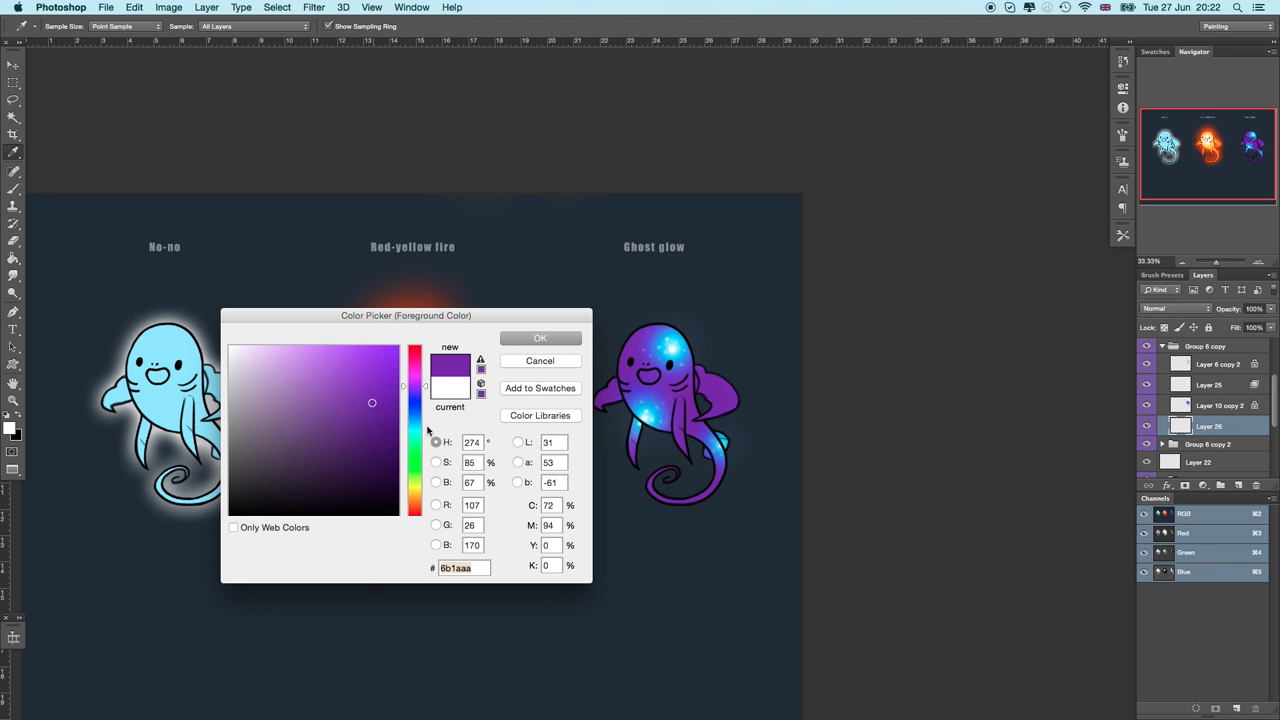 Photoshop File Edit Image Layer Type Select Filter 3D View Window Help Tue 27 Jun 20:22
Sample Size: Point Sample Sample: All Layers Show Sampling Ring Painting
Swatches Navigator
33.33%
No-no Red-yellow fire Ghost glow
Color Picker (Foreground Color)
new
current
OK
Cancel
Add to Swatches
Color Libraries
H: 274 ° L: 31
S: 85 % a: 53
B: 67 % b: -61
R: 107 C: 72 %
G: 26 M: 94 %
B: 170 Y: 0 %
# 6b1aaa K: 0 %
Only Web Colors
Brush Presets Layers
Kind
Normal Opacity: 100%
Lock: Fill: 100%
Group 6 copy
Layer 6 copy 2
Layer 25
Layer 10 copy 2
Layer 26
Group 6 copy 2
Layer 22
Channels
RGB ⌘2
Red ⌘3
Green ⌘4
Blue ⌘5